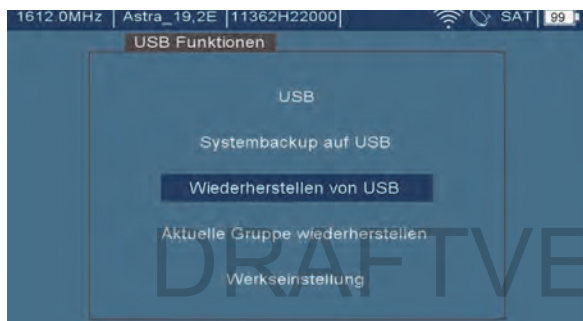 1612.0MHz | Astra_19,2E | 11362H22000 | SAT | 99
USB Funktionen
USB
Systembackup auf USB
Wiederherstellen von USB
Aktuelle Gruppe wiederherstellen
Werkseinstellung
DRAFTVE